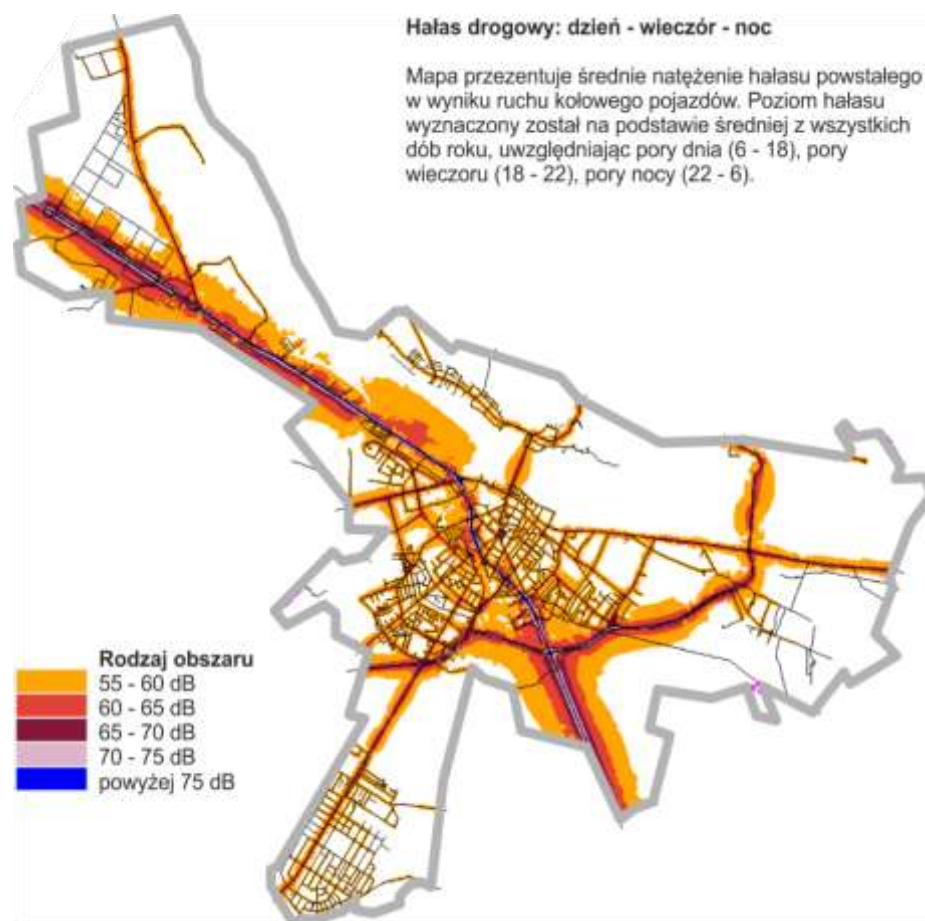 Hałas drogowy: dzień - wieczór - noc
Mapa przezentuje średnie natężenie hałasu powstałego
w wyniku ruchu kołowego pojazdów. Poziom hałasu
wyznaczony został na podstawie średniej z wszystkich
dób roku, uwzględniając pory dnia (6 - 18), pory
wieczoru (18 - 22), pory nocy (22 - 6).
Rodzaj obszaru
55 - 60 dB
60 - 65 dB
65 - 70 dB
70 - 75 dB
powyżej 75 dB